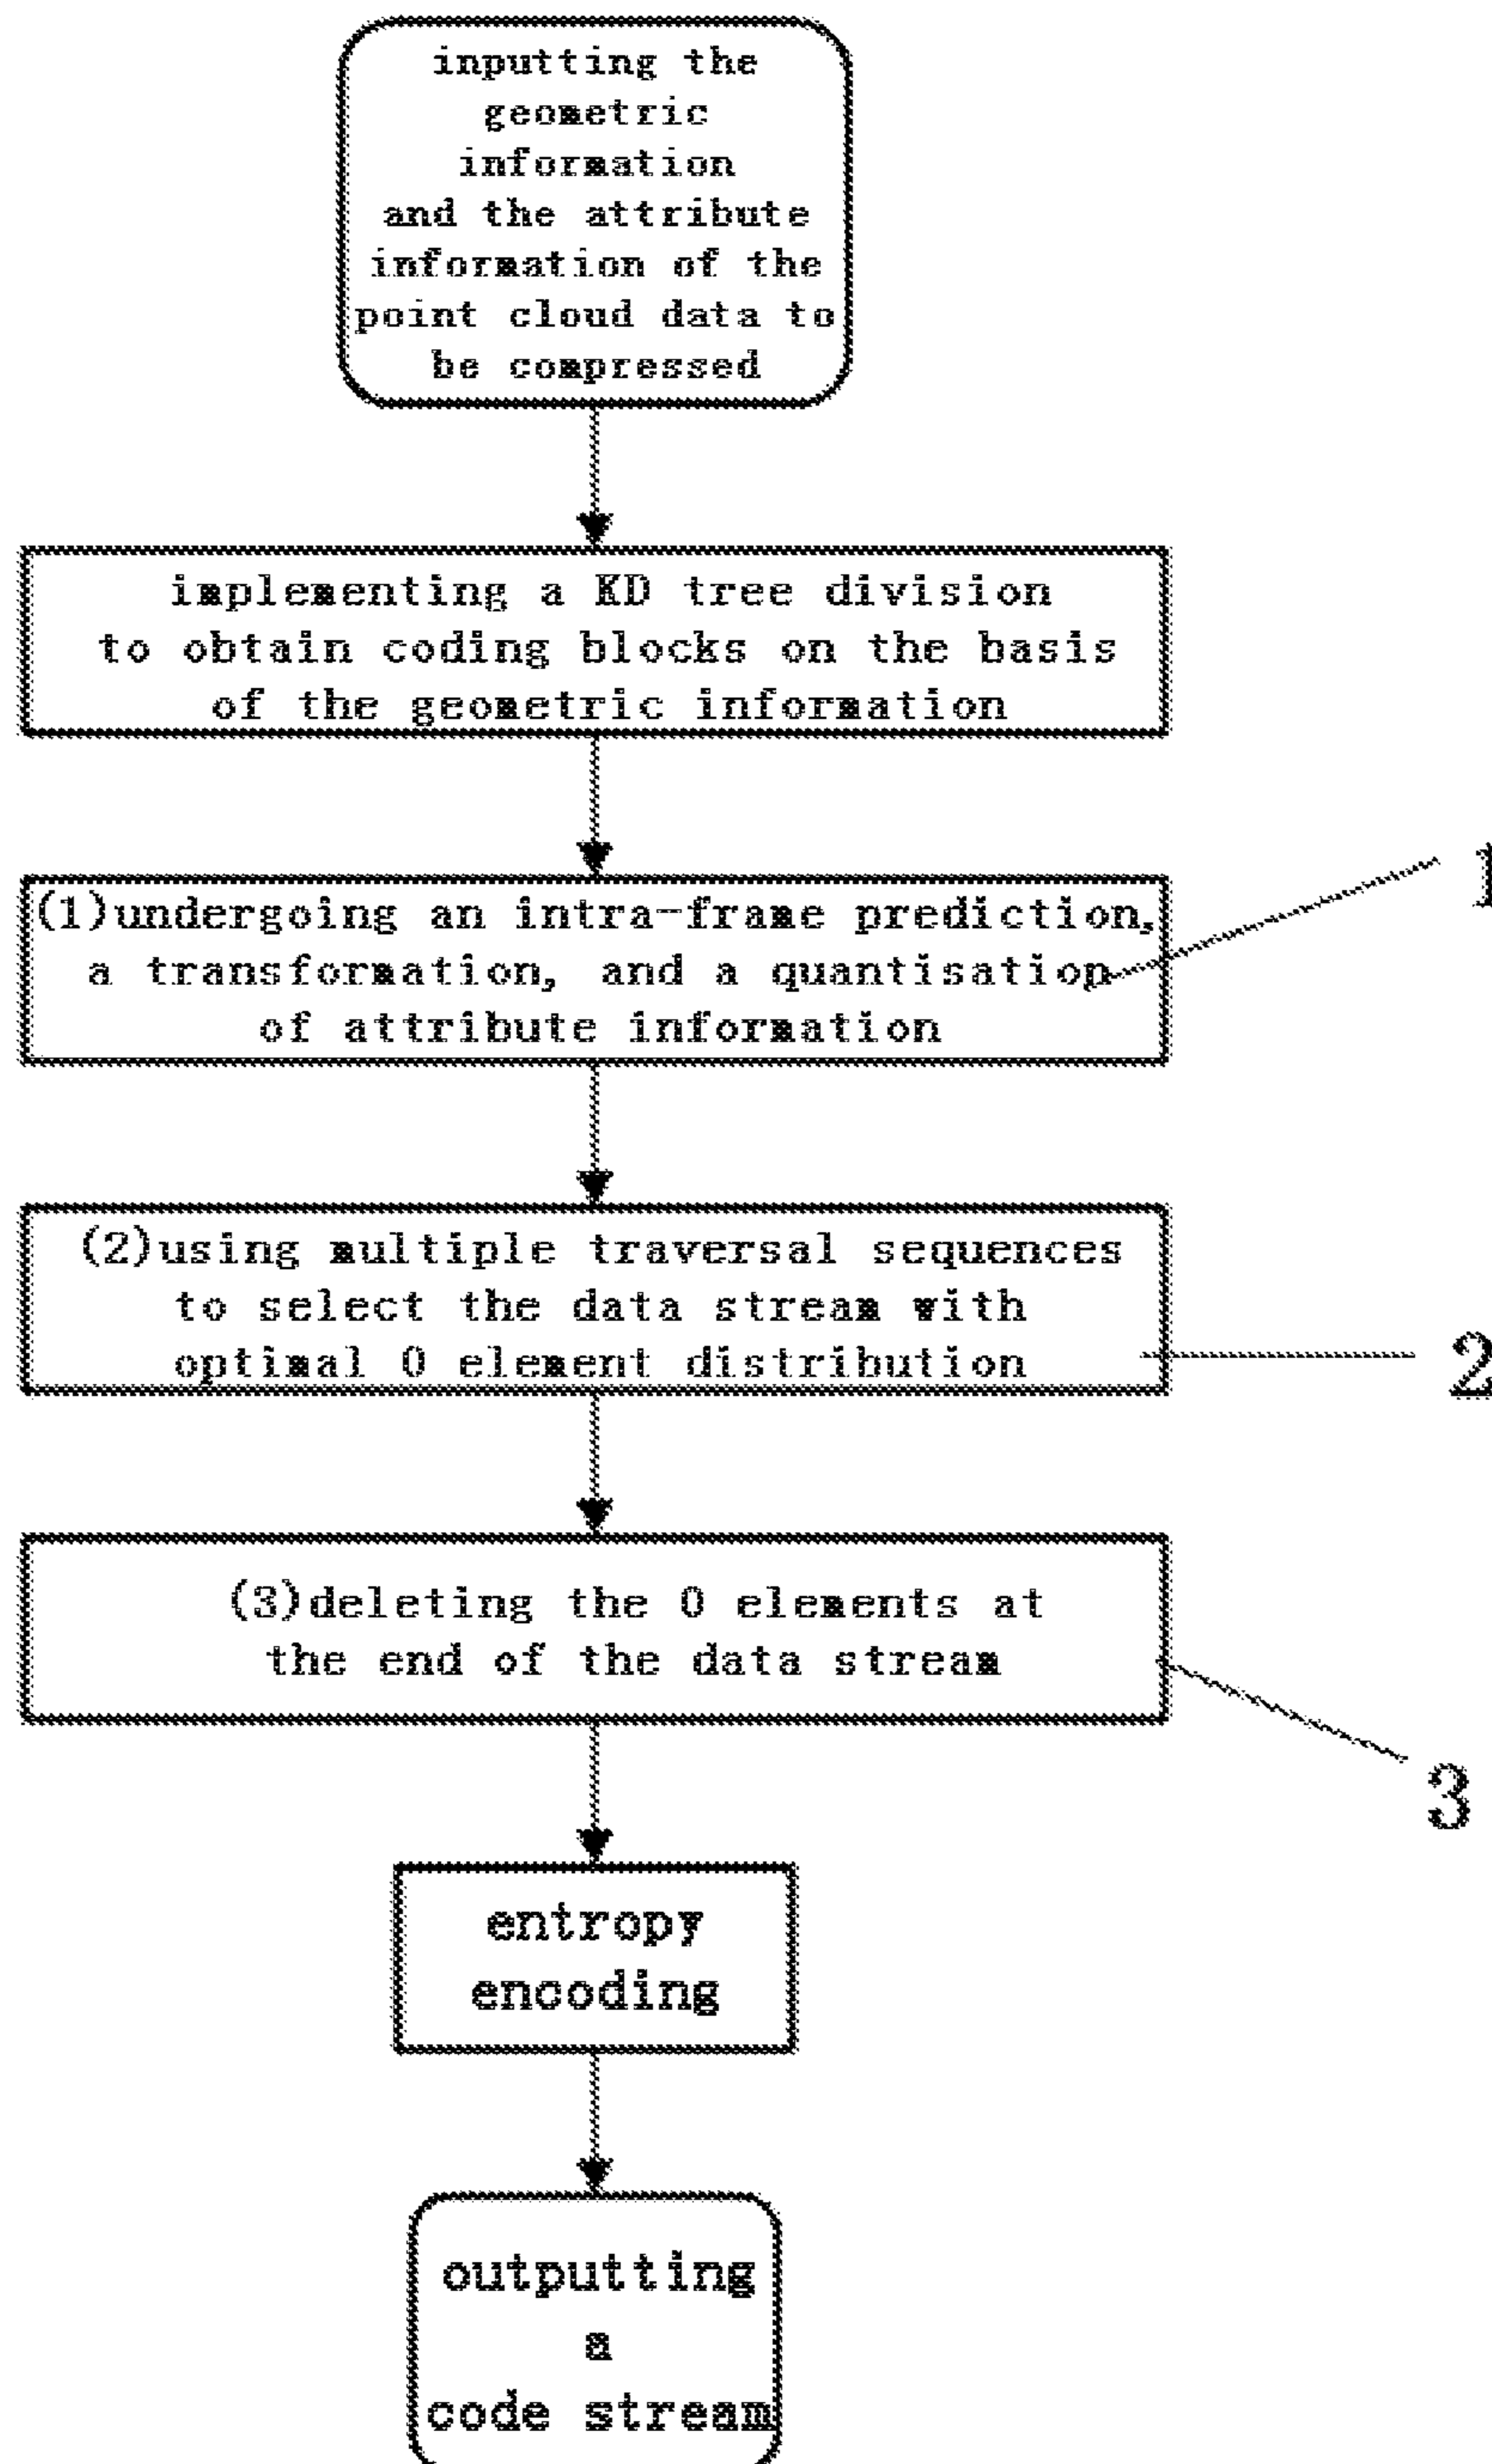 inputting the
geometric
information
and the attribute
information of the
point cloud data to
be compressed
implementing a KD tree division
to obtain coding blocks on the basis
of the geometric information
(1)undergoing an intra-frame prediction,
a transformation, and a quantisation
of attribute information
1
(2)using multiple traversal sequences
to select the data stream with
optimal 0 element distribution
2
(3)deleting the 0 elements at
the end of the data stream
3
entropy
encoding
outputting
a
code stream